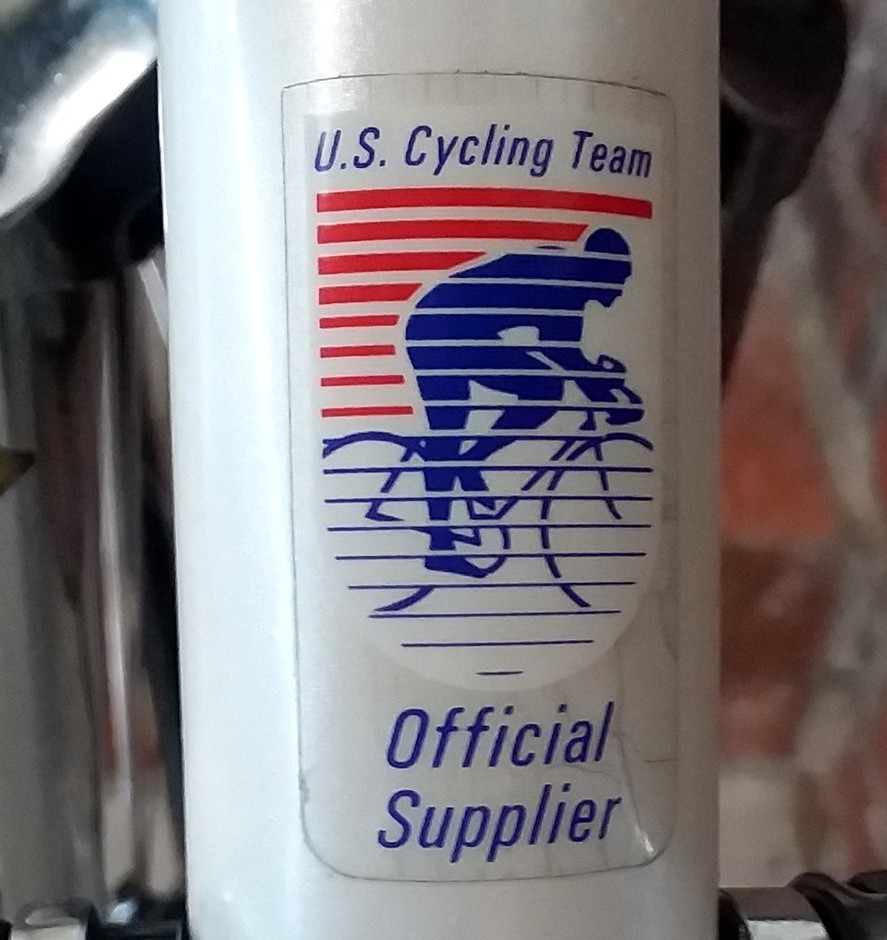 U.S. Cycling Team
Official
Supplier